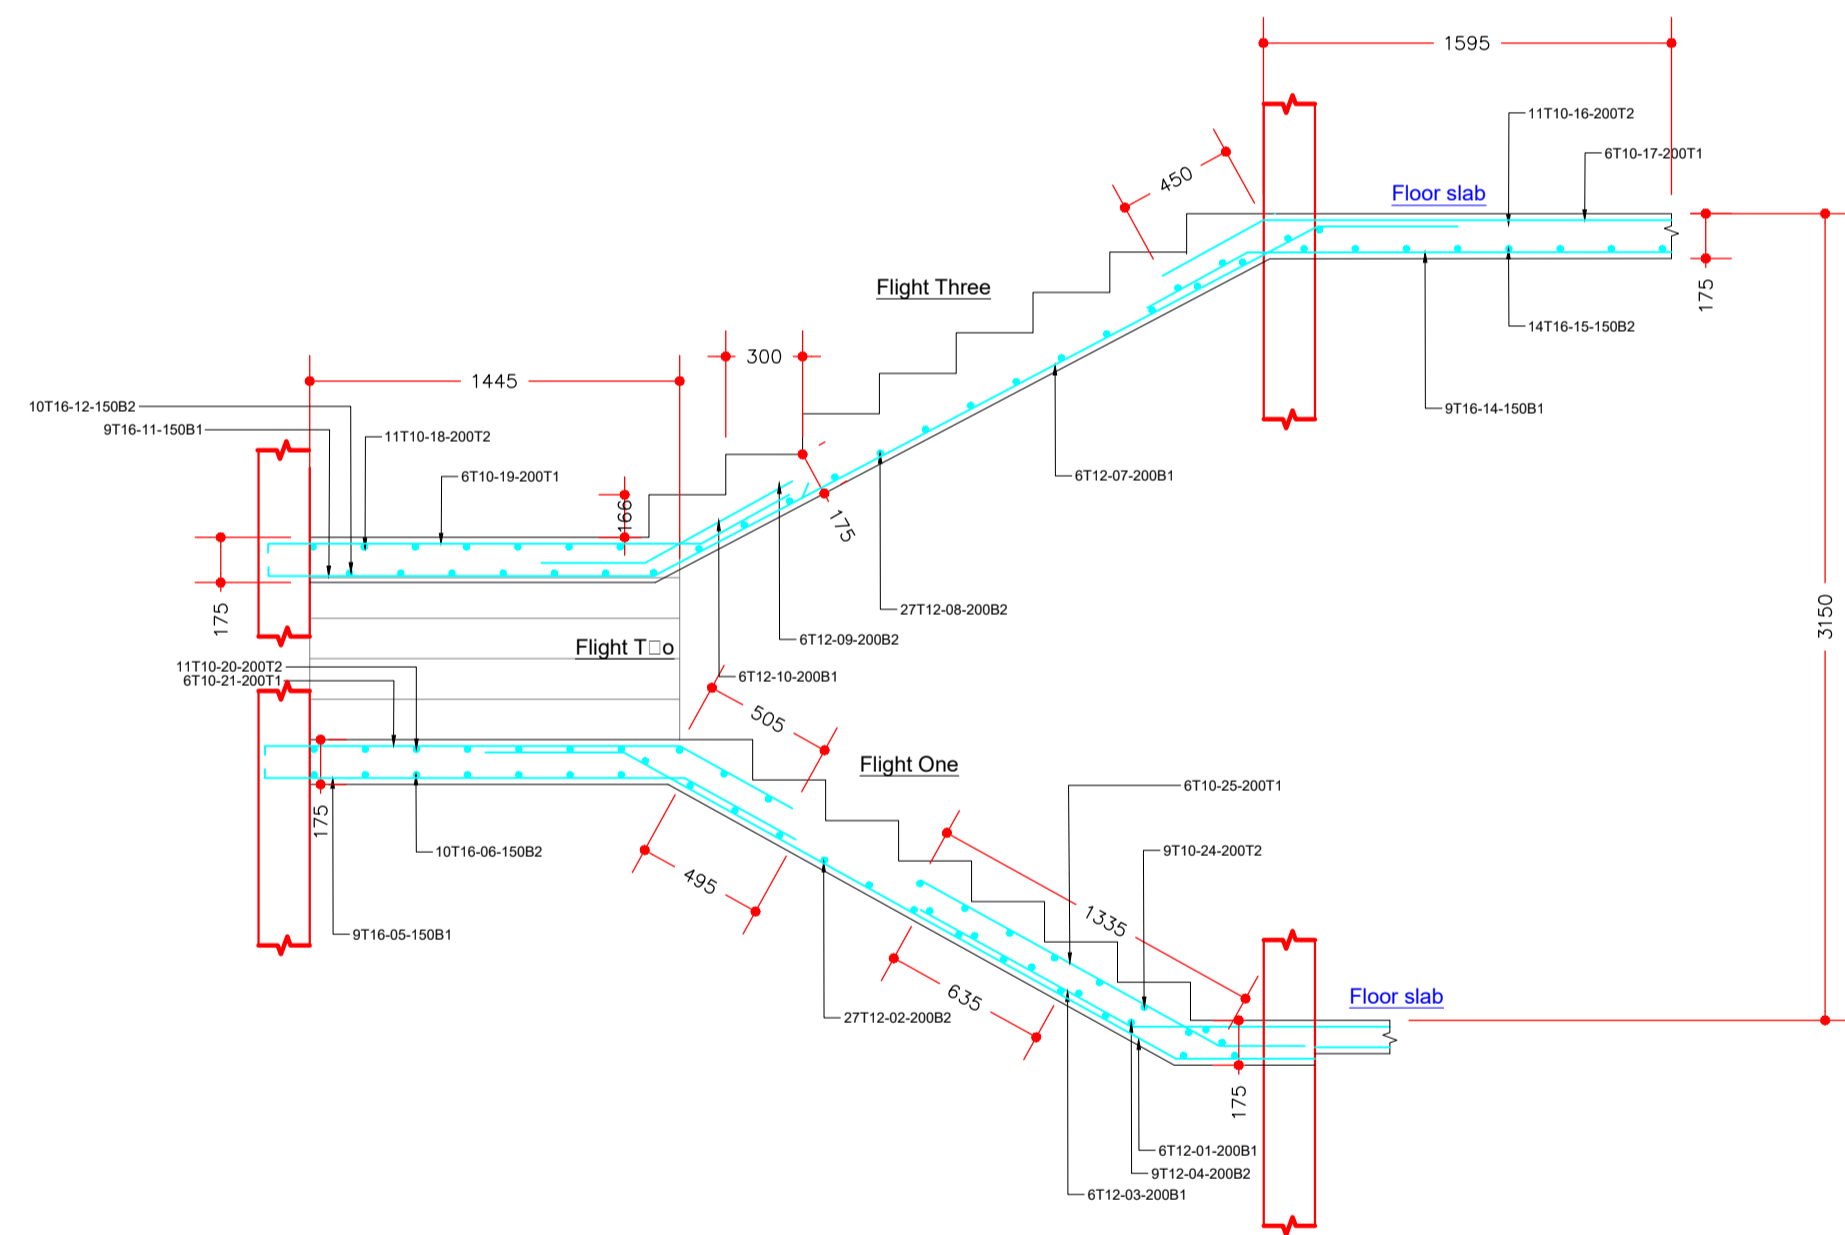 1595
11T10-16-200T2
6T10-17-200T1
450
Floor slab
Flight Three
175
14T16-15-150B2
300
1445
10T16-12-150B2
9T16-11-150B1
9T16-14-150B1
11T10-18-200T2
6T10-19-200T1
6T12-07-200B1
166
175
175
27T12-08-200B2
3150
6T12-09-200B2
Flight T□o
11T10-20-200T2
6T10-21-200T1
6T12-10-200B1
505
Flight One
6T10-25-200T1
175
10T16-06-150B2
9T10-24-200T2
495
1335
9T16-05-150B1
635
Floor slab
27T12-02-200B2
175
6T12-01-200B1
9T12-04-200B2
6T12-03-200B1